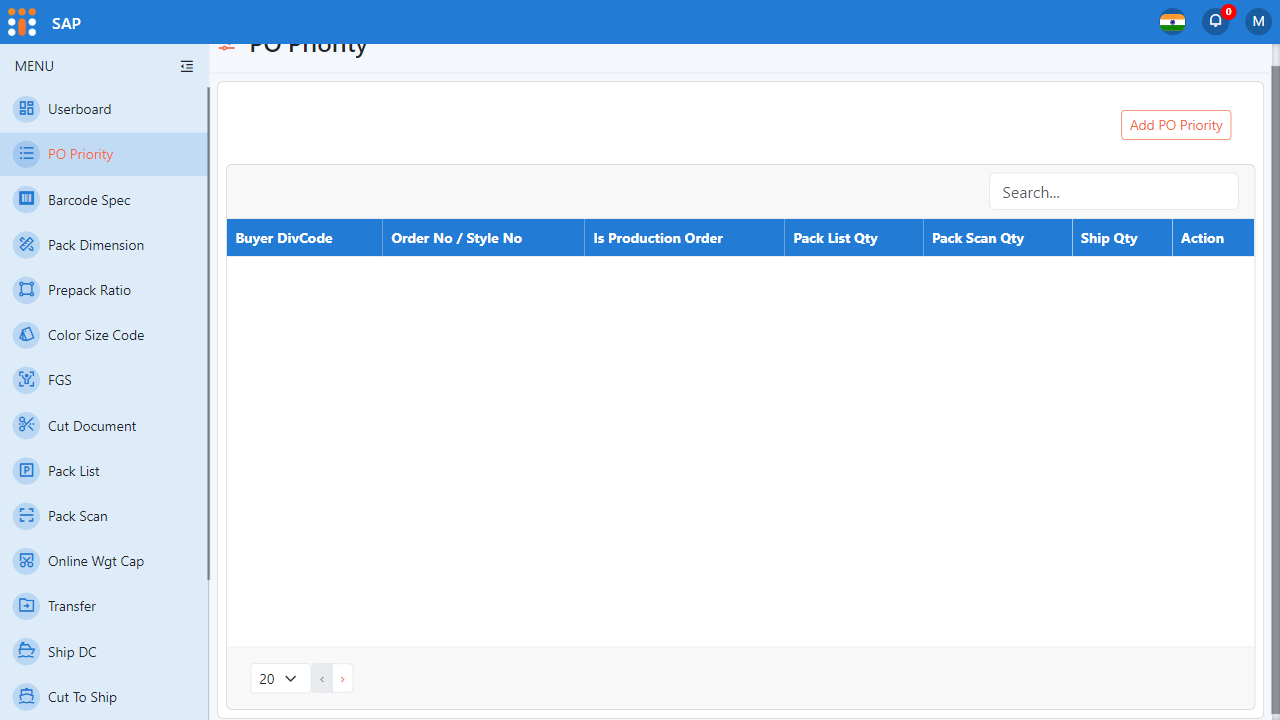 SAP
0
M
MENU
PO Priority
Userboard
PO Priority
Barcode Spec
Pack Dimension
Prepack Ratio
Color Size Code
FGS
Cut Document
Pack List
Pack Scan
Online Wgt Cap
Transfer
Ship DC
Cut To Ship
Add PO Priority
Search...
Buyer DivCode Order No / Style No Is Production Order Pack List Qty Pack Scan Qty Ship Qty Action
20 ‹ ›